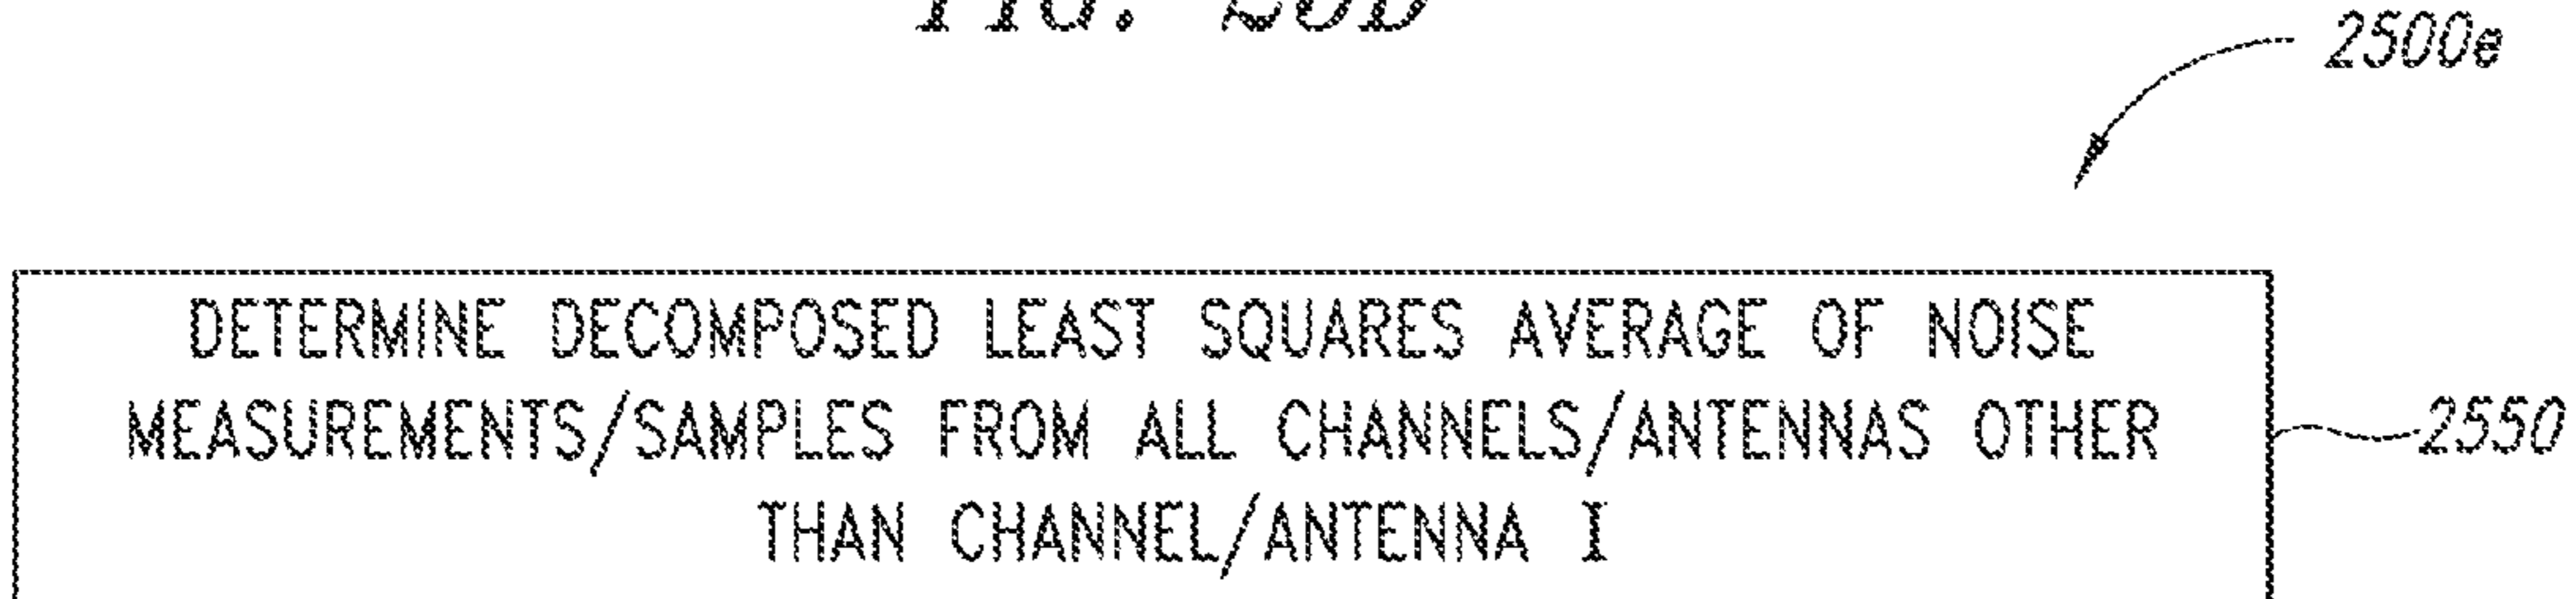 FIG.
2500e
DETERMINE DECOMPOSED LEAST SQUARES AVERAGE OF NOISE
MEASUREMENTS/SAMPLES FROM ALL CHANNELS/ANTENNAS OTHER
THAN CHANNEL/ANTENNA I
2550